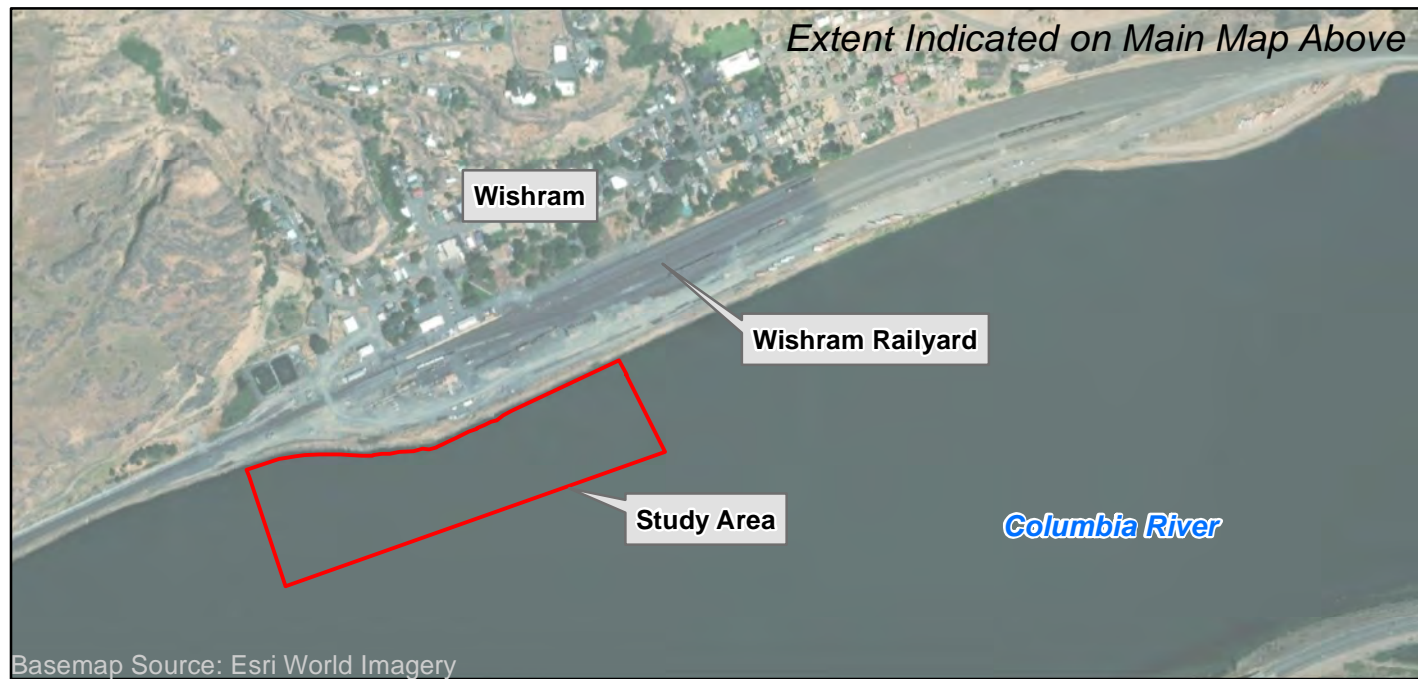 Extent Indicated on Main Map Above
Wishram
Wishram Railyard
Study Area
Columbia River
Basemap Source: Esri World Imagery